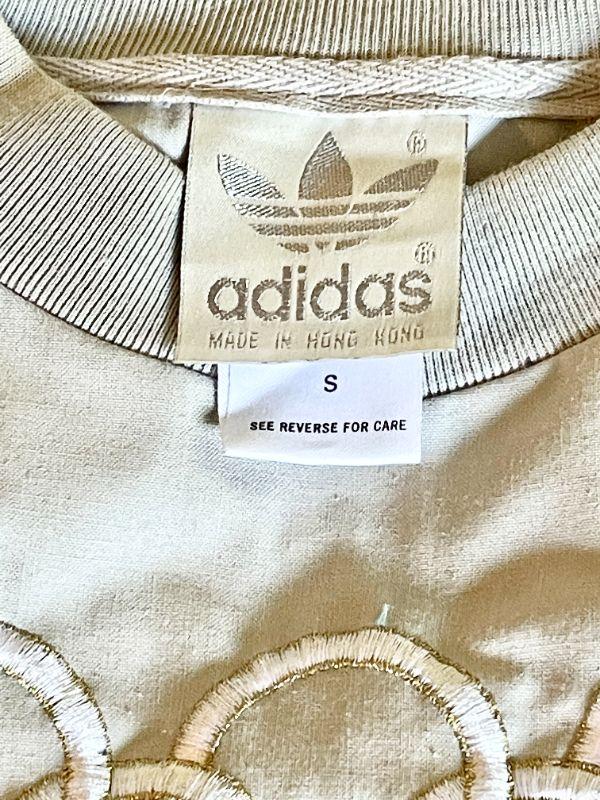 ®
®
adidas
MADE IN HONG KONG
S
SEE REVERSE FOR CARE